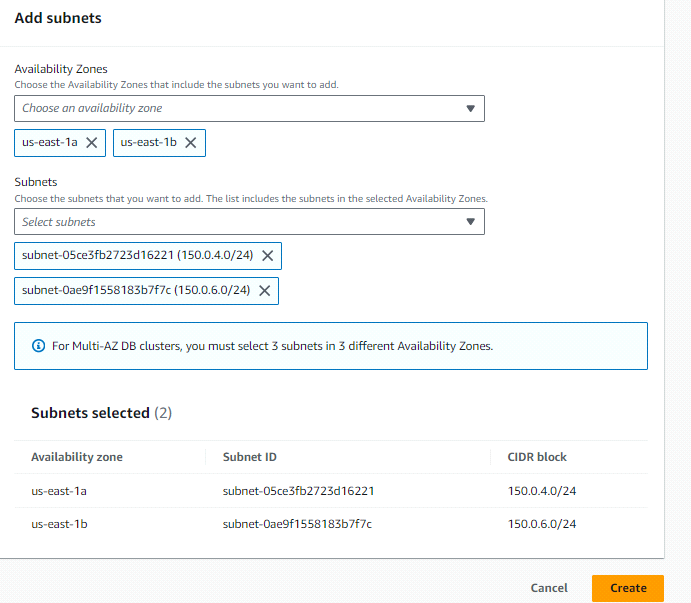 Add subnets
Availability Zones
Choose the Availability Zones that include the subnets you want to add.
Choose an availability zone
us-east-1a us-east-1b
Subnets
Choose the subnets that you want to add. The list includes the subnets in the selected Availability Zones.
Select subnets
subnet-05ce3fb2723d16221 (150.0.4.0/24)
subnet-0ae9f1558183b7f7c (150.0.6.0/24)
For Multi-AZ DB clusters, you must select 3 subnets in 3 different Availability Zones.
Subnets selected (2)
Availability zone Subnet ID CIDR block
us-east-1a subnet-05ce3fb2723d16221 150.0.4.0/24
us-east-1b subnet-0ae9f1558183b7f7c 150.0.6.0/24
Cancel Create